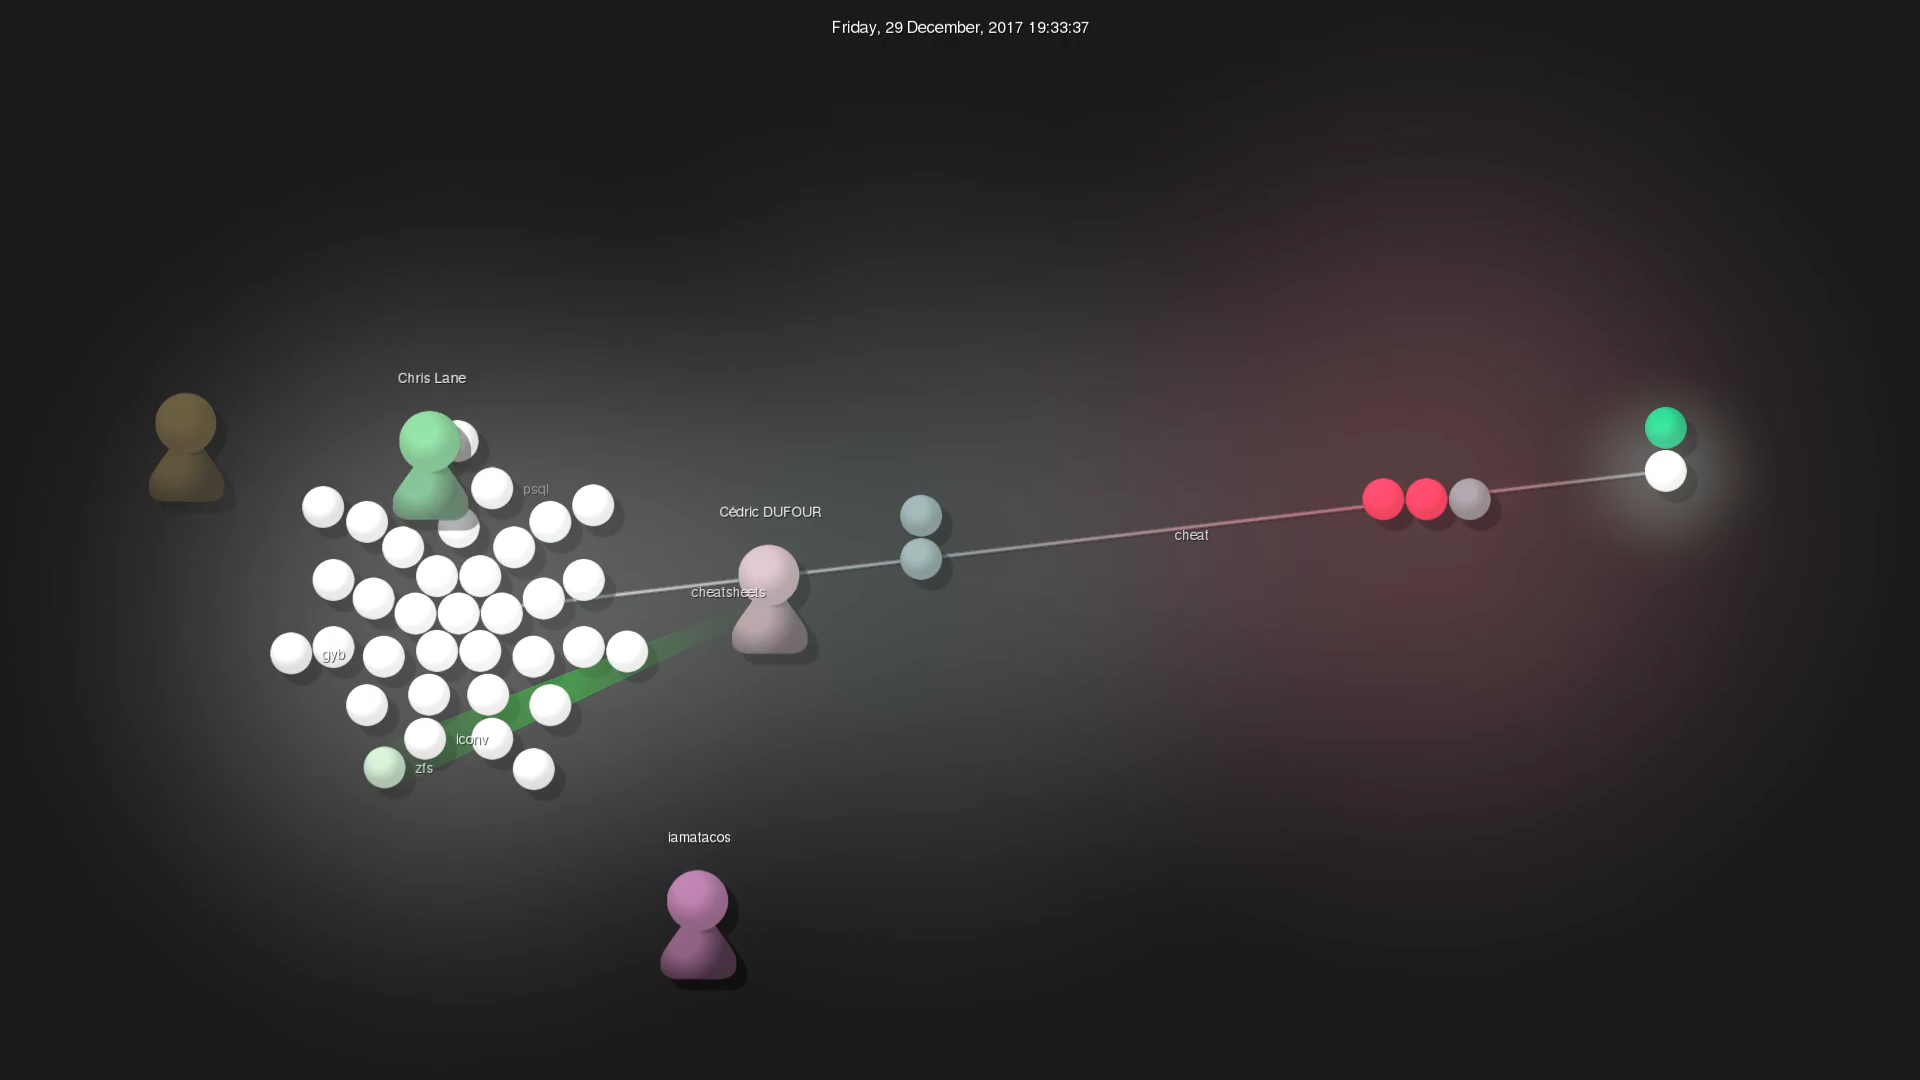 Friday, 29 December, 2017 19:33:37
Chris Lane
psql
Cédric DUFOUR
cheat
cheatsheets
gyb
iconv
zfs
iamatacos